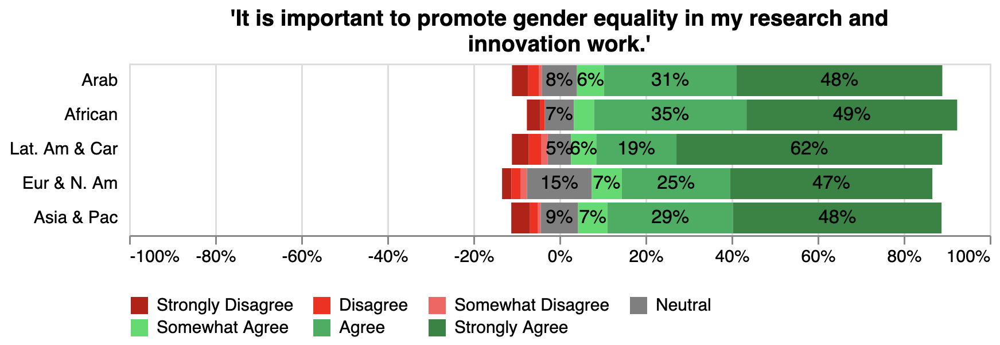 'It is important to promote gender equality in my research and
innovation work.'
Arab 8% 6% 31% 48%
African 7% 35% 49%
Lat. Am & Car 5% 6% 19% 62%
Eur & N. Am 15% 7% 25% 47%
Asia & Pac 9% 7% 29% 48%
-100% -80% -60% -40% -20% 0% 20% 40% 60% 80% 100%
Strongly Disagree Disagree Somewhat Disagree Neutral
Somewhat Agree Agree Strongly Agree